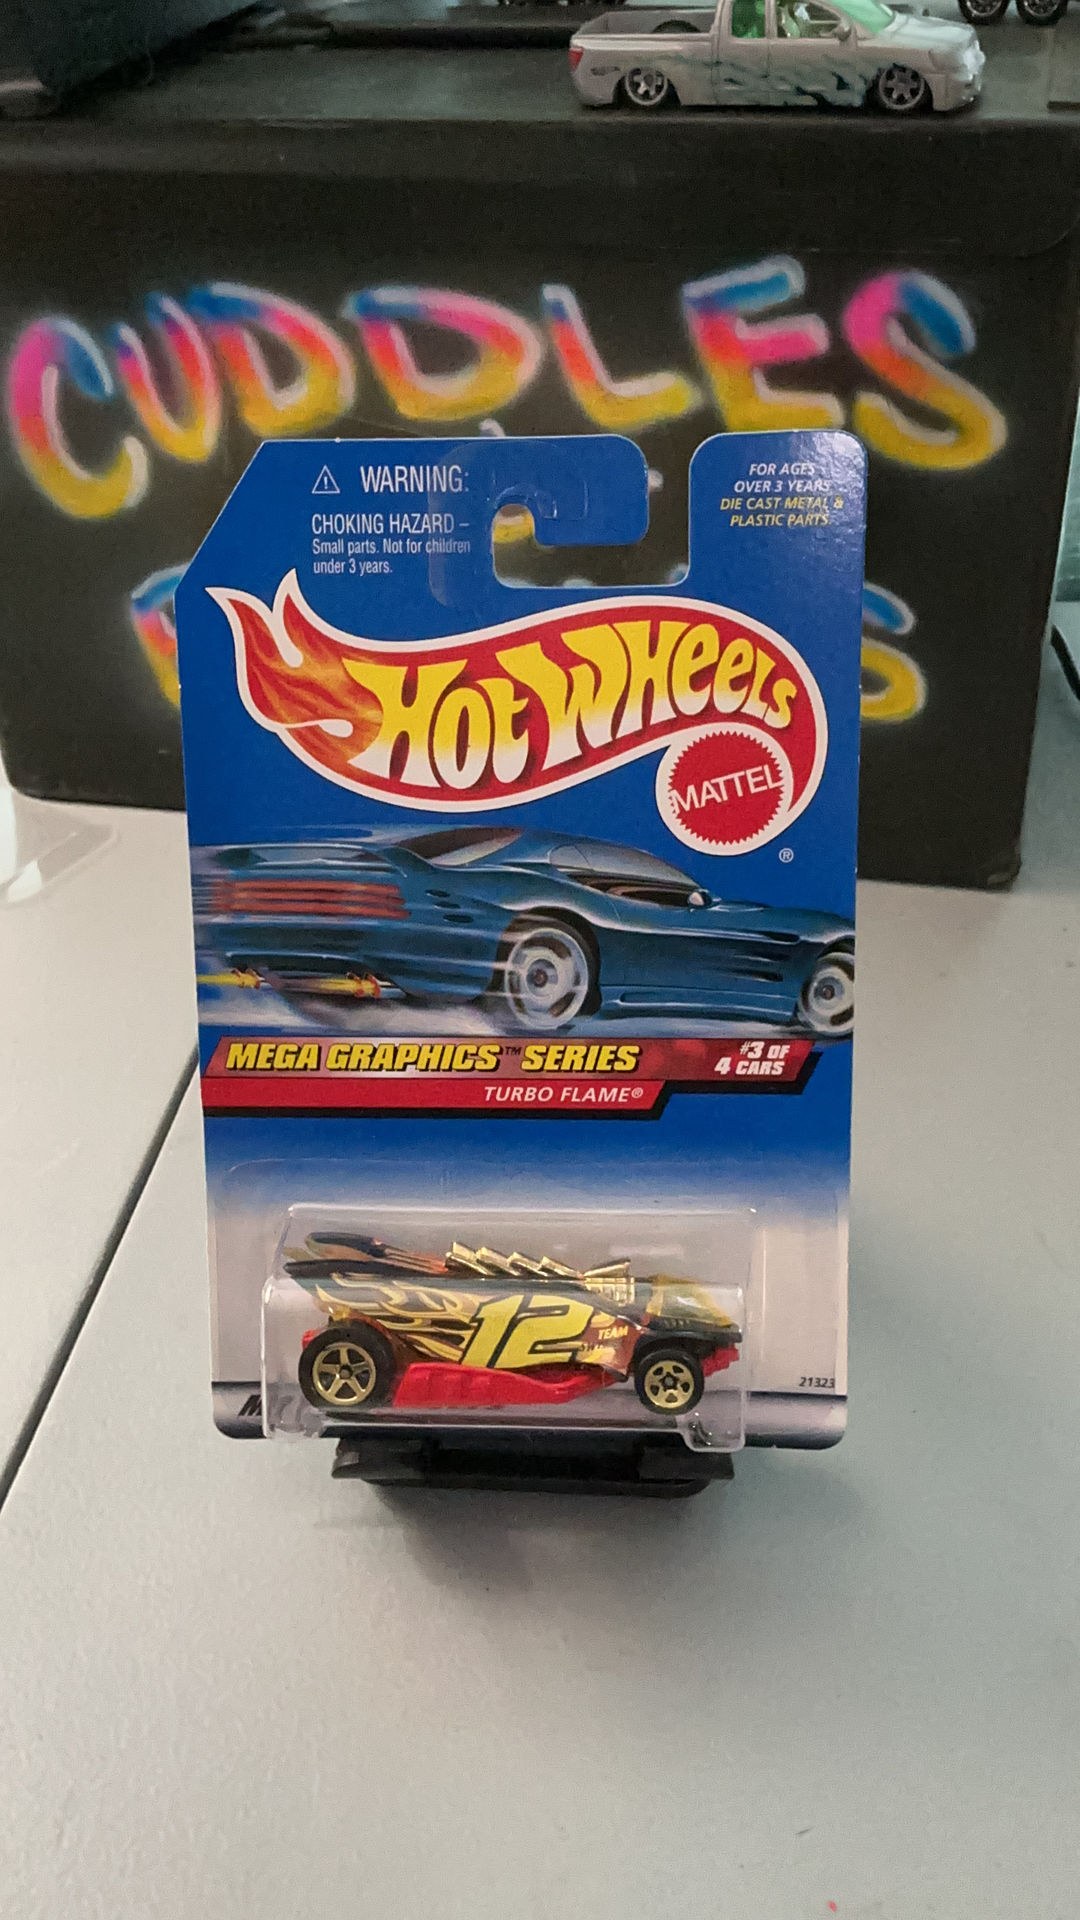 CUDDLES
WARNING:
CHOKING HAZARD –
Small parts. Not for children
under 3 years.
FOR AGES
OVER 3 YEARS
DIE CAST METAL &
PLASTIC PARTS
HOT WHEELS
MATTEL
®
MEGA GRAPHICS™ SERIES
#3 OF
4 CARS
TURBO FLAME®
12
TEAM
21323